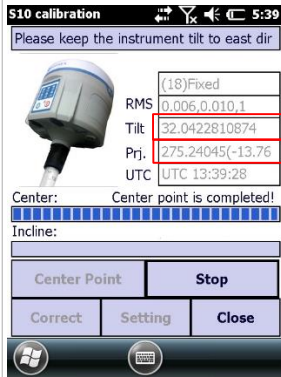 S10 calibration 5:39
Please keep the instrument tilt to east dir
(18)Fixed
RMS 0.006,0.010,1
Tilt 32.0422810874
Prj. 275.24045(-13.76
UTC UTC 13:39:28
Center: Center point is completed!
Incline:
Center Point Stop
Correct Setting Close